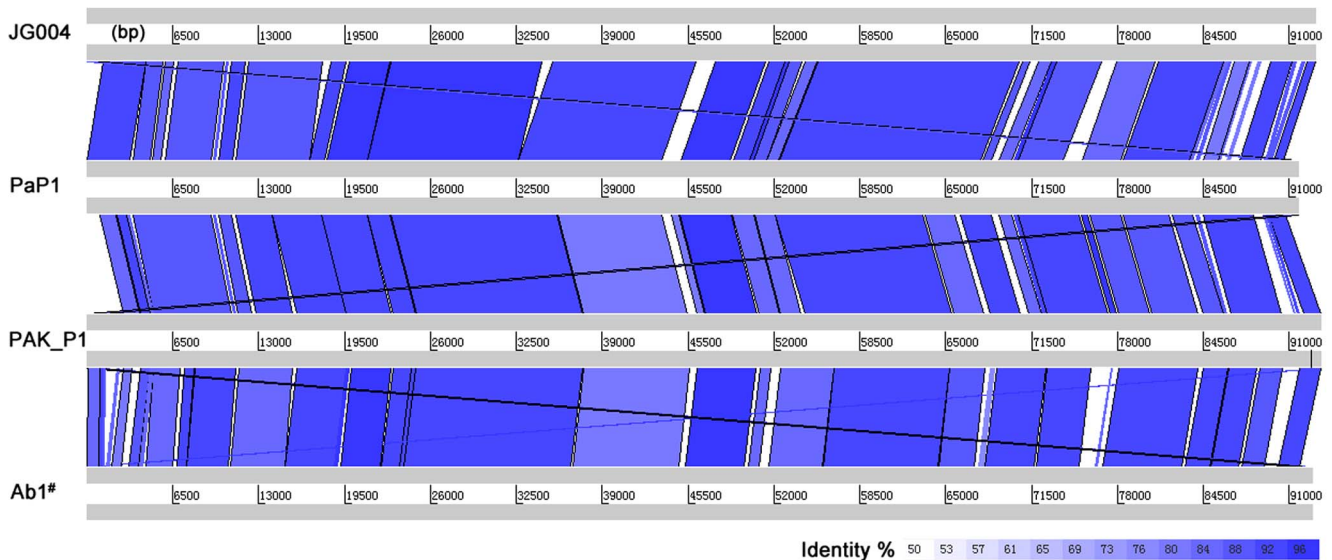 JG004 (bp) 6500 13000 19500 26000 32500 39000 45500 52000 58500 65000 71500 78000 84500 91000
PaP1 6500 13000 19500 26000 32500 39000 45500 52000 58500 65000 71500 78000 84500 91000
PAK_P1 6500 13000 19500 26000 32500 39000 45500 52000 58500 65000 71500 78000 84500 91000
Ab1# 6500 13000 19500 26000 32500 39000 45500 52000 58500 65000 71500 78000 84500 91000
Identity % 50 53 57 61 65 69 73 76 80 84 88 92 96